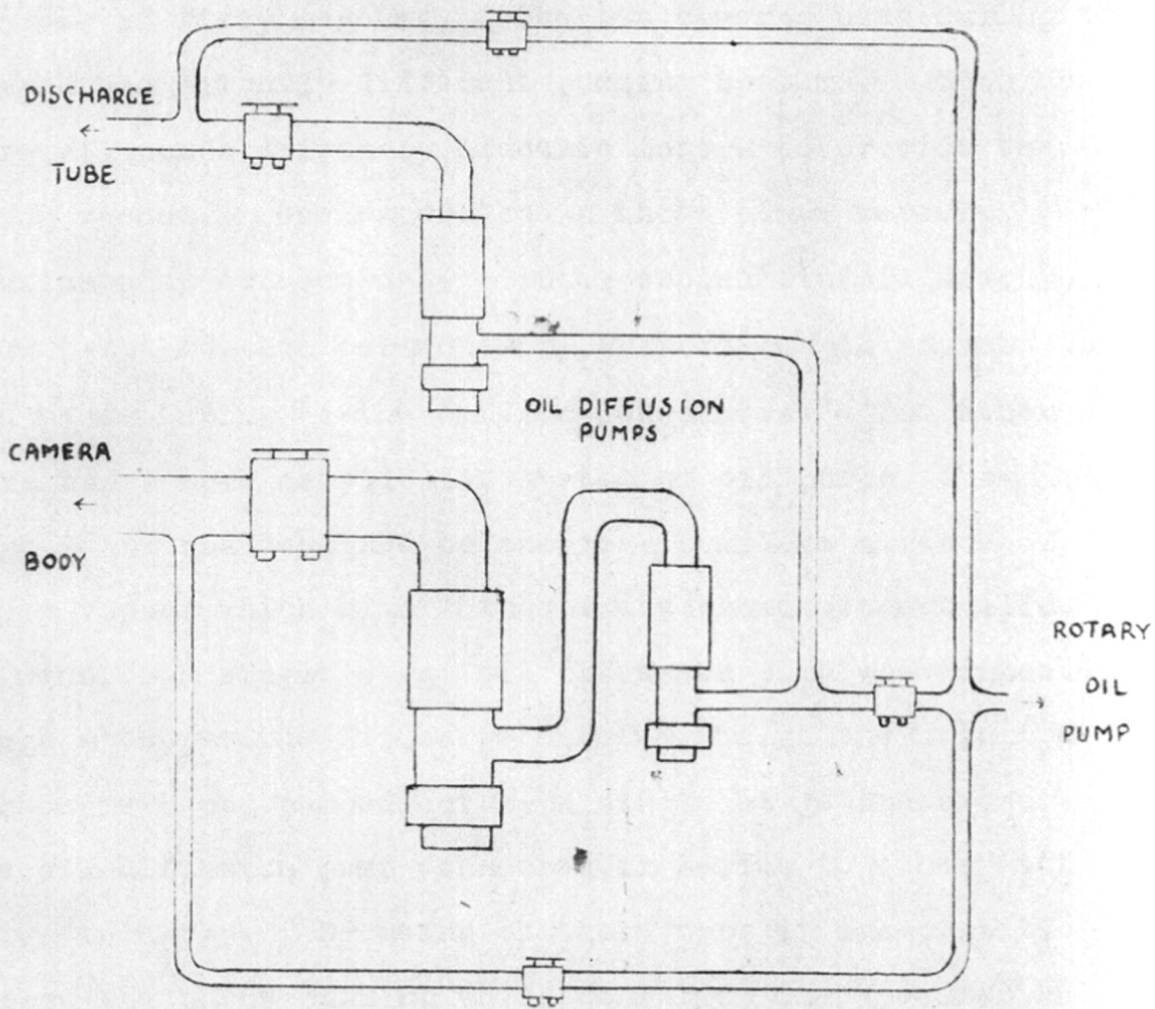 DISCHARGE
TUBE
OIL DIFFUSION
PUMPS
CAMERA
BODY
ROTARY
OIL
PUMP